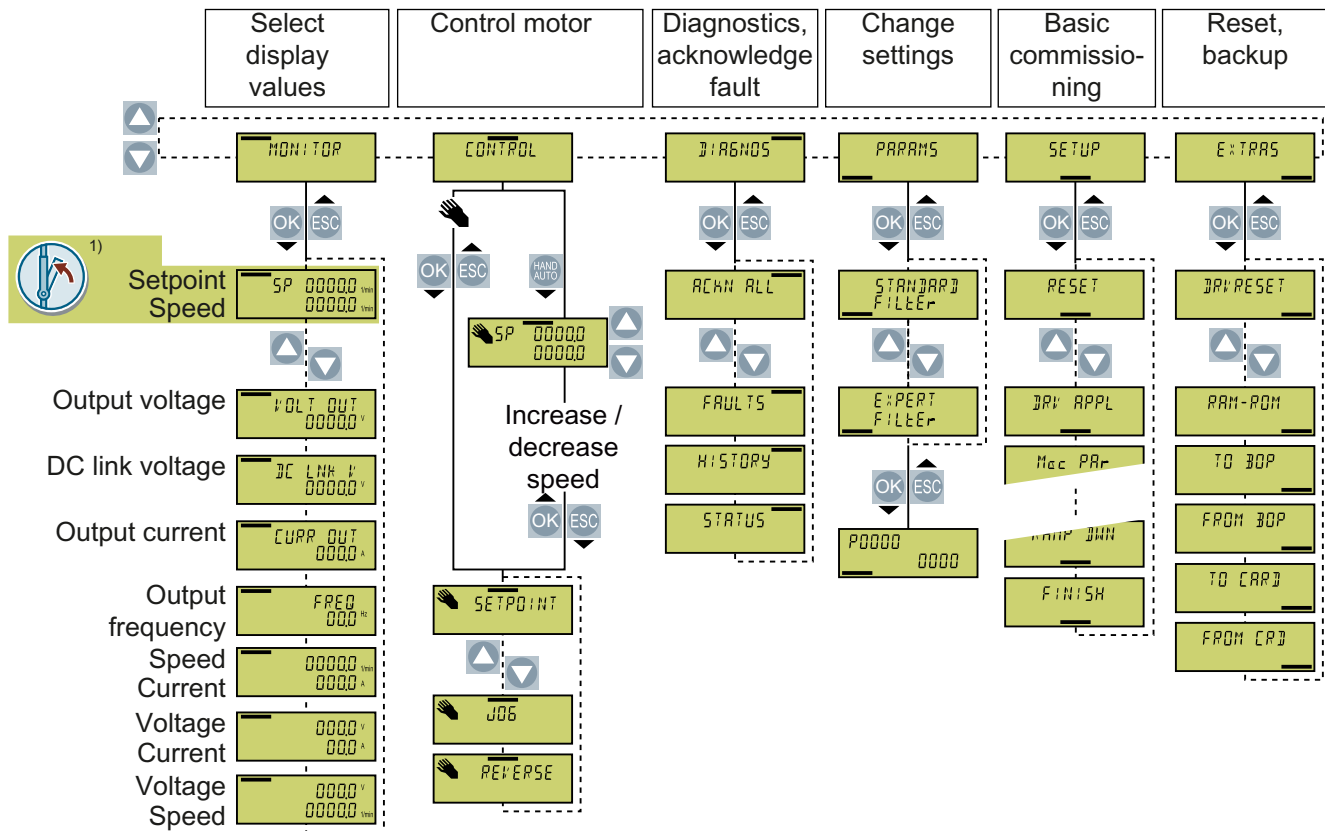 Select
display
values
Control motor
Diagnostics,
acknowledge
fault
Change
settings
Basic
commissio-
ning
Reset,
backup
MONITOR
CONTROL
DIAGNOS
PARAMS
SETUP
EXTRAS
OK ESC
OK ESC
HAND
AUTO
OK ESC
OK ESC
OK ESC
OK ESC
1)
Setpoint
Speed
SP 0000.0 1/min
0000.0 1/min
SP 0000.0
0000.0
Increase /
decrease
speed
OK ESC
SETPOINT
JOG
REVERSE
Output voltage
VOLT OUT
0000.0 V
DC link voltage
DC LNK V
0000.0 V
Output current
CURR OUT
000.0 A
Output
frequency
FREQ
00.0 Hz
Speed
Current
0000.0 1/min
000.0 A
Voltage
Current
000.0 V
00.0 A
Voltage
Speed
000.0 V
0000.0 1/min
ACKN ALL
FAULTS
HISTORY
STATUS
STANDARD
FILtEr
EXPERT
FILtEr
OK ESC
P0000
0000
RESET
DRV APPL
Mac PAr
RAMP DWN
FINISH
DRVRESET
RAM-ROM
TO BOP
FROM BOP
TO CARD
FROM CRD